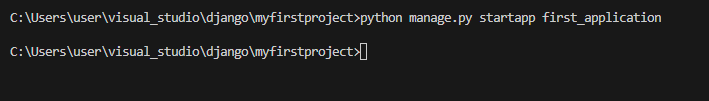 C:\Users\user\visual_studio\django\myfirstproject>python manage.py startapp first_application
C:\Users\user\visual_studio\django\myfirstproject>